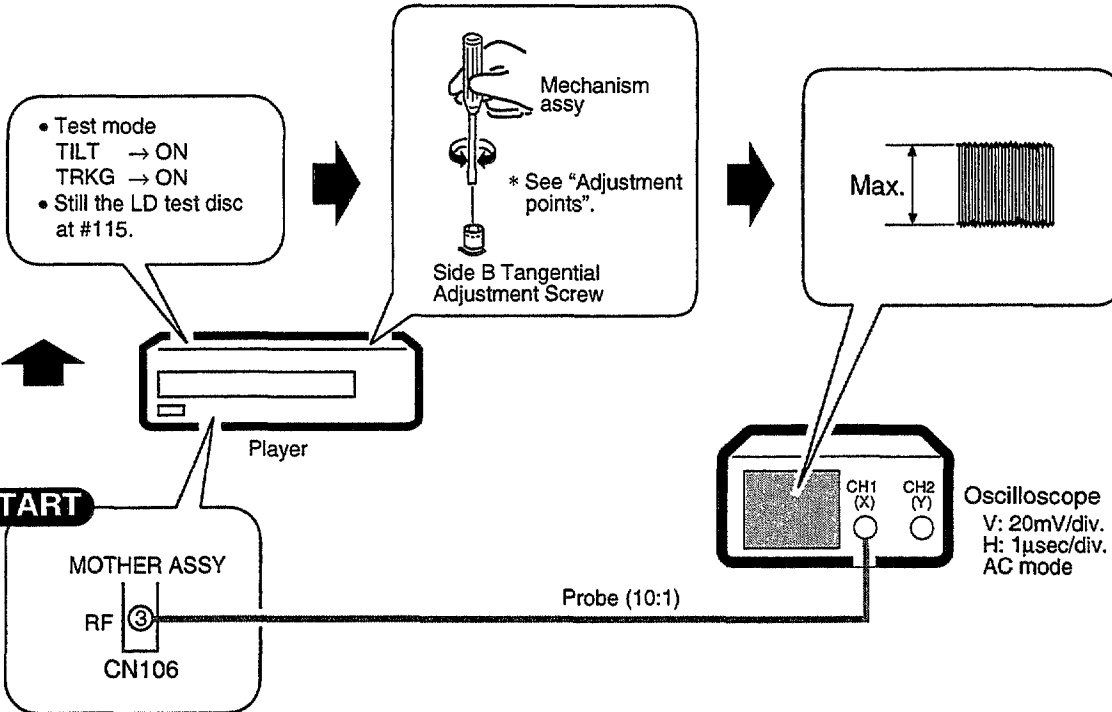 • Test mode
TILT → ON
TRKG → ON
• Still the LD test disc
at #115.
Mechanism
assy
* See “Adjustment
points”.
Side B Tangential
Adjustment Screw
Max.
Player
TART
MOTHER ASSY
RF ③
CN106
Probe (10:1)
CH1
(X)
CH2
(Y)
Oscilloscope
V: 20mV/div.
H: 1μsec/div.
AC mode